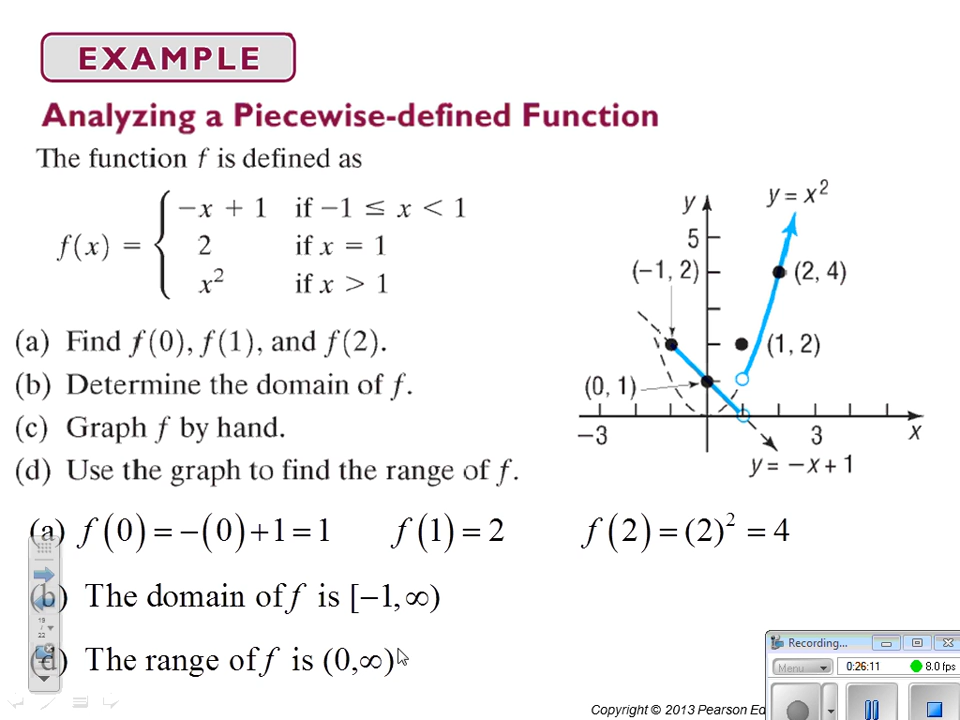 EXAMPLE
Analyzing a Piecewise-defined Function
The function f is defined as
f(x) = { −x + 1 if −1 ≤ x < 1
2 if x = 1
x² if x > 1
(a) Find f(0), f(1), and f(2).
(b) Determine the domain of f.
(c) Graph f by hand.
(d) Use the graph to find the range of f.
y
y = x²
5
(−1, 2)
(2, 4)
(1, 2)
(0, 1)
−3
3
x
y = −x + 1
(a) f(0) = −(0)+1 = 1 f(1) = 2 f(2) = (2)² = 4
(b) The domain of f is [−1, ∞)
(d) The range of f is (0,∞)
19
/
22
Recording...
Menu
0:26:11
8.0 fps
Copyright © 2013 Pearson Ed